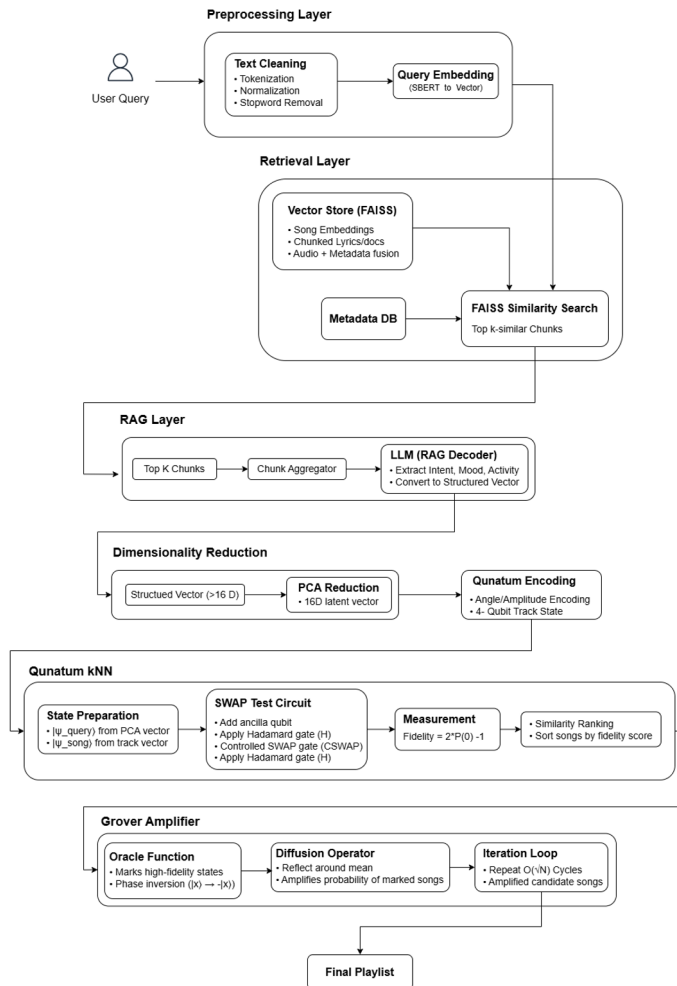 Preprocessing Layer
User Query
Text Cleaning
• Tokenization
• Normalization
• Stopword Removal
Query Embedding
(SBERT to Vector)
Retrieval Layer
Vector Store (FAISS)
• Song Embeddings
• Chunked Lyrics/docs
• Audio + Metadata fusion
Metadata DB
FAISS Similarity Search
Top k-similar Chunks
RAG Layer
Top K Chunks
Chunk Aggregator
LLM (RAG Decoder)
• Extract Intent, Mood, Activity
• Convert to Structured Vector
Dimensionality Reduction
Structued Vector (>16 D)
PCA Reduction
• 16D latent vector
Qunatum Encoding
• Angle/Amplitude Encoding
• 4- Qubit Track State
Qunatum kNN
State Preparation
• |ψ_query⟩ from PCA vector
• |ψ_song⟩ from track vector
SWAP Test Circuit
• Add ancilla qubit
• Apply Hadamard gate (H)
• Controlled SWAP gate (CSWAP)
• Apply Hadamard gate (H)
Measurement
Fidelity = 2*P(0) -1
• Similarity Ranking
• Sort songs by fidelity score
Grover Amplifier
Oracle Function
• Marks high-fidelity states
• Phase inversion (|x⟩ → -|x⟩)
Diffusion Operator
• Reflect around mean
• Amplifies probability of marked songs
Iteration Loop
• Repeat O(√N) Cycles
• Amplified candidate songs
Final Playlist